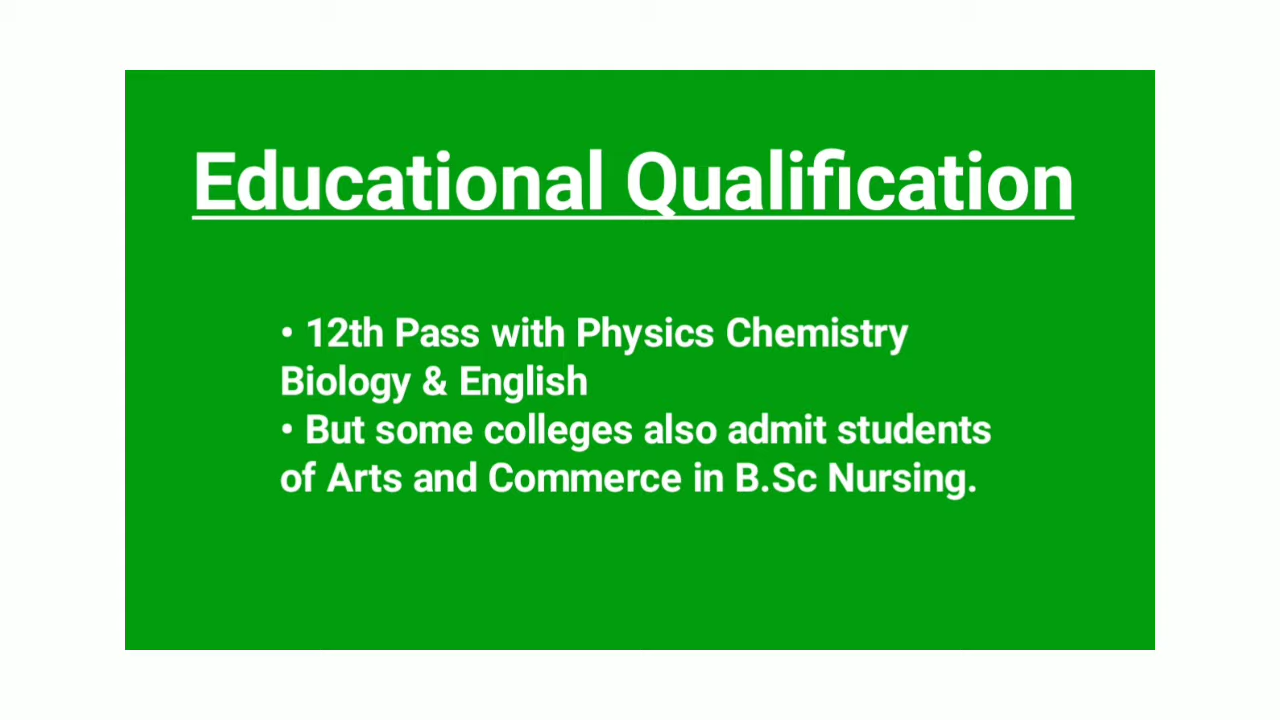 Educational Qualification
• 12th Pass with Physics Chemistry
Biology & English
• But some colleges also admit students
of Arts and Commerce in B.Sc Nursing.